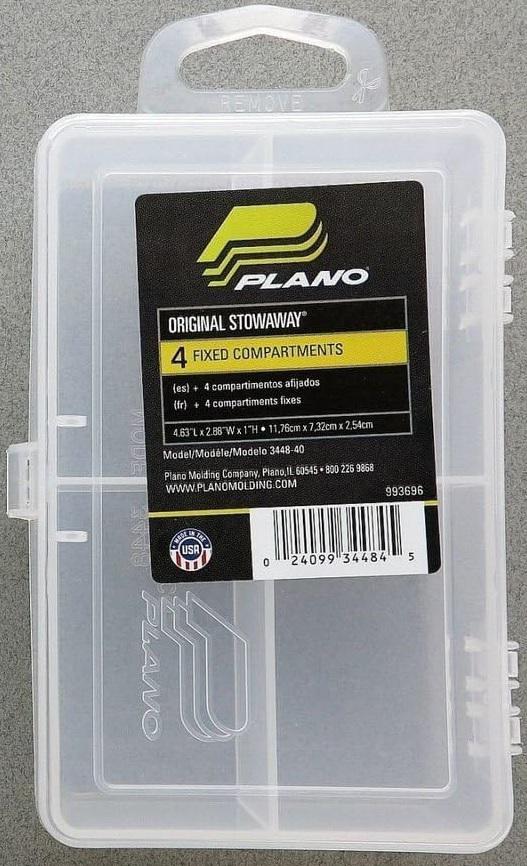 REMOVE
PLANO®
ORIGINAL STOWAWAY®
4 FIXED COMPARTMENTS
(es) + 4 compartimentos afijados
(fr) + 4 compartiments fixes
4.63"L x 2.88"W x 1"H • 11,76cm x 7,32cm x 2,54cm
Model/Modéle/Modelo 3448-40
Plano Molding Company, Plano,IL 60545 • 800 226 9868
WWW.PLANOMOLDING.COM
993696
MADE IN THE
USA
0 24099 34484 5
PLANO